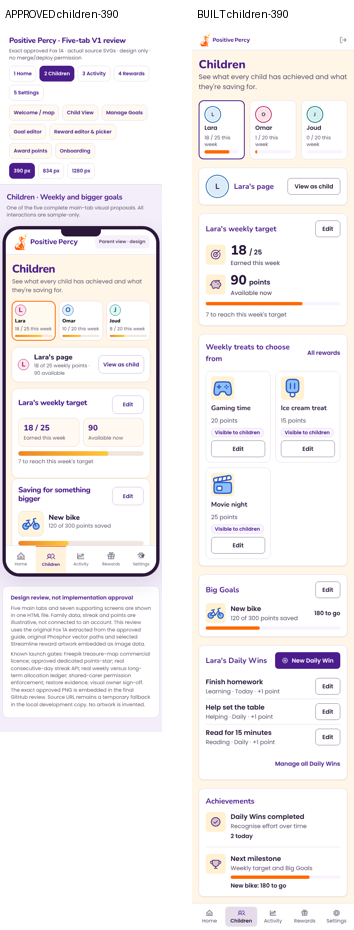 APPROVED children-390
Positive Percy · Five-tab V1 review
Exact approved Fox 1A · actual source SVGs · design only ·
no merge/deploy permission
1 Home
2 Children
3 Activity
4 Rewards
5 Settings
Welcome / map
Child View
Manage Goals
Goal editor
Reward editor & picker
Award points
Onboarding
390 px
834 px
1280 px
Children · Weekly and bigger goals
One of the five complete main-tab visual proposals. All
interactions are sample-only.
Positive Percy
Parent view · design
Children
See what every child has achieved and what
they're saving for.
L
Lara
18 / 25 this week
O
Omar
10 / 20 this week
J
Joud
8 / 20 this week
L
Lara's page
18 of 25 weekly points ·
90 available
View as child
Lara's weekly target
Edit
18 / 25
Earned this week
90
Available now
7 to reach this week's target
Saving for something
bigger
Edit
New bike
120 of 300 points saved
Home
Children
Activity
Rewards
Settings
Design review, not implementation approval
Five main tabs and seven supporting screens are shown
in one HTML file. Family data, streak and points are
illustrative, not connected to an account. This review
uses the original Fox 1A extracted from the approved
guide, original Phosphor vector paths and selected
Streamline reward artwork embedded as image data.
Known launch gates: Freepik treasure-map commercial
licence; approved dedicated points-star; real
consecutive-day streak API; real weekly versus long-
term allocation ledger; shared-carer permission
enforcement; restore evidence; visual owner sign-off.
The exact approved PNG is embedded in the final
GitHub review. Source URL remains a temporary fallback
in the local development copy. No artwork is invented.
BUILT children-390
Positive Percy
Children
See what every child has achieved and what
they're saving for.
L
Lara
18 / 25 this
week
O
Omar
1 / 20 this
week
J
Joud
0 / 20 this
week
L
Lara's page
View as child
Lara's weekly target
Edit
18 / 25
Earned this week
90 points
Available now
7 to reach this week's target
Weekly treats to choose
from
All rewards
Gaming time
20 points
Visible to children
Edit
Ice cream treat
15 points
Visible to children
Edit
Movie night
25 points
Visible to children
Edit
Big Goals
Edit
New bike
120 of 300 points saved
180 to go
Lara's Daily Wins
New Daily Win
Finish homework
Learning · Today · +1 point
Edit
Help set the table
Helping · Daily · +1 point
Edit
Read for 15 minutes
Reading · Daily · +1 point
Edit
Manage all Daily Wins
Achievements
Daily Wins completed
Recognise effort over time
2 today
Next milestone
Weekly target and Big Goals
New bike: 180 to go
Home
Children
Activity
Rewards
Settings